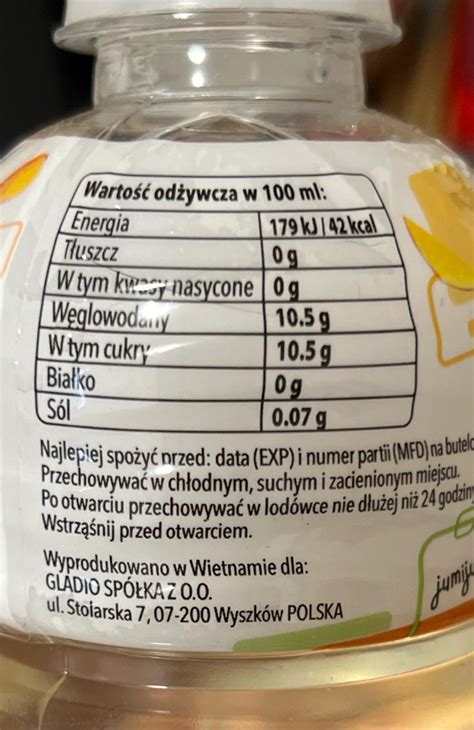 Wartość odżywcza w 100 ml:
Energia 179 kJ | 42 kcal
Tłuszcz 0 g
W tym kwasy nasycone 0 g
Węglowodany 10.5 g
W tym cukry 10.5 g
Białko 0 g
Sól 0.07 g
Najlepiej spożyć przed: data (EXP) i numer partii (MFD) na butelc
Przechowywać w chłodnym, suchym i zacienionym miejscu.
Po otwarciu przechowywać w lodówce nie dłużej niż 24 godzin
Wstrząśnij przed otwarciem.
Wyprodukowano w Wietnamie dla:
GLADIO SPÓŁKA Z O.O.
ul. Stolarska 7, 07-200 Wyszków POLSKA